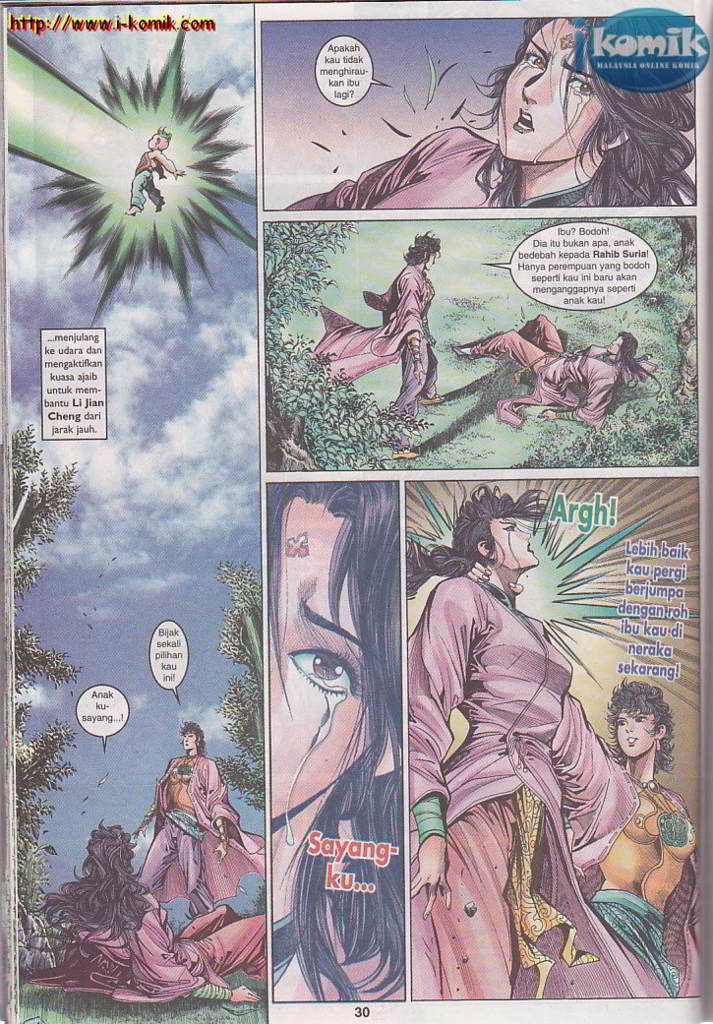 http://www.i-komik.com
ikomik
MALAYSIA ONLINE KOMIK
...menjulang
ke udara dan
mengaktifkan
kuasa ajaib
untuk mem-
bantu Li Jian
Cheng dari
jarak jauh.
Bijak
sekali
pilihan
kau
ini!
Anak
ku-
sayang...!
Apakah
kau tidak
menghirau-
kan ibu
lagi?
Ibu? Bodoh!
Dia itu bukan apa, anak
bedebah kepada Rahib Suria!
Hanya perempuan yang bodoh
seperti kau ini baru akan
menganggapnya seperti
anak kau!
Sayang-
ku...
Argh!
Lebih baik
kau pergi
berjumpa
dengan roh
ibu kau di
neraka
sekarang!
30